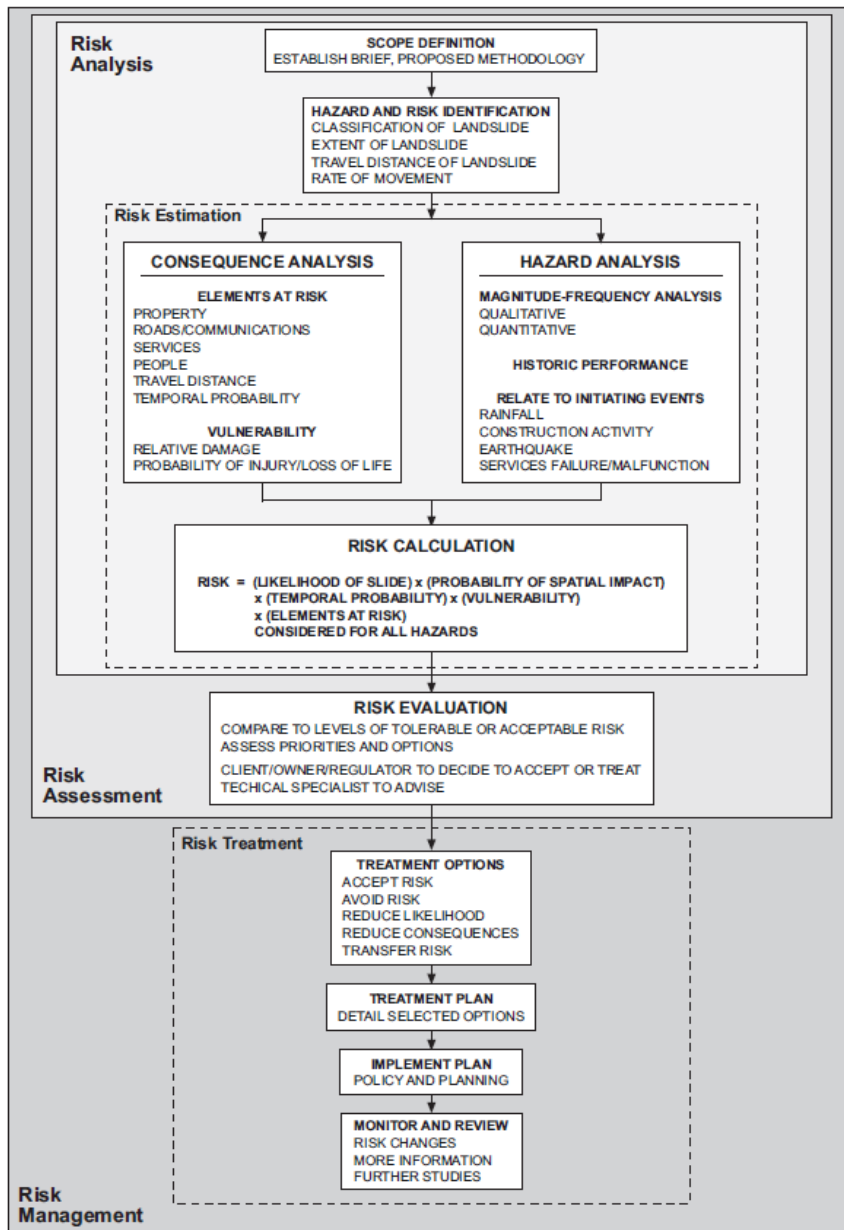 Risk
Analysis
SCOPE DEFINITION
ESTABLISH BRIEF, PROPOSED METHODOLOGY
HAZARD AND RISK IDENTIFICATION
CLASSIFICATION OF LANDSLIDE
EXTENT OF LANDSLIDE
TRAVEL DISTANCE OF LANDSLIDE
RATE OF MOVEMENT
Risk Estimation
CONSEQUENCE ANALYSIS
ELEMENTS AT RISK
PROPERTY
ROADS/COMMUNICATIONS
SERVICES
PEOPLE
TRAVEL DISTANCE
TEMPORAL PROBABILITY
VULNERABILITY
RELATIVE DAMAGE
PROBABILITY OF INJURY/LOSS OF LIFE
HAZARD ANALYSIS
MAGNITUDE-FREQUENCY ANALYSIS
QUALITATIVE
QUANTITATIVE
HISTORIC PERFORMANCE
RELATE TO INITIATING EVENTS
RAINFALL
CONSTRUCTION ACTIVITY
EARTHQUAKE
SERVICES FAILURE/MALFUNCTION
RISK CALCULATION
RISK = (LIKELIHOOD OF SLIDE) x (PROBABILITY OF SPATIAL IMPACT)
x (TEMPORAL PROBABILITY) x (VULNERABILITY)
x (ELEMENTS AT RISK)
CONSIDERED FOR ALL HAZARDS
RISK EVALUATION
COMPARE TO LEVELS OF TOLERABLE OR ACCEPTABLE RISK
ASSESS PRIORITIES AND OPTIONS
CLIENT/OWNER/REGULATOR TO DECIDE TO ACCEPT OR TREAT
TECHICAL SPECIALIST TO ADVISE
Risk
Assessment
Risk Treatment
TREATMENT OPTIONS
ACCEPT RISK
AVOID RISK
REDUCE LIKELIHOOD
REDUCE CONSEQUENCES
TRANSFER RISK
TREATMENT PLAN
DETAIL SELECTED OPTIONS
IMPLEMENT PLAN
POLICY AND PLANNING
MONITOR AND REVIEW
RISK CHANGES
MORE INFORMATION
FURTHER STUDIES
Risk
Management